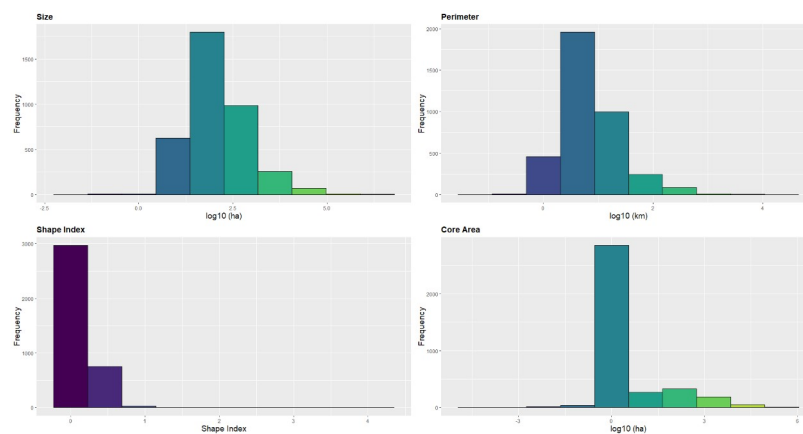 Size
Frequency
1500
1000
500
0
-2.5
0.0
2.5
5.0
log10 (ha)
Perimeter
Frequency
2000
1500
1000
500
0
0
2
4
log10 (km)
Shape Index
Frequency
3000
2000
1000
0
0
1
2
3
4
Shape Index
Core Area
Frequency
2000
1000
0
-3
0
3
6
log10 (ha)